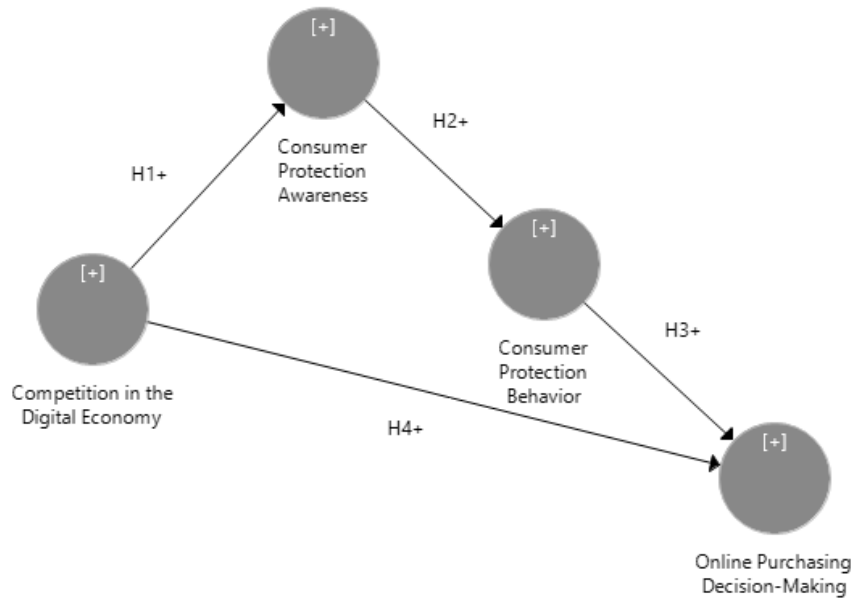 [+]
Consumer
Protection
Awareness
H1+
H2+
[+]
Competition in the
Digital Economy
[+]
Consumer
Protection
Behavior
H3+
H4+
[+]
Online Purchasing
Decision-Making